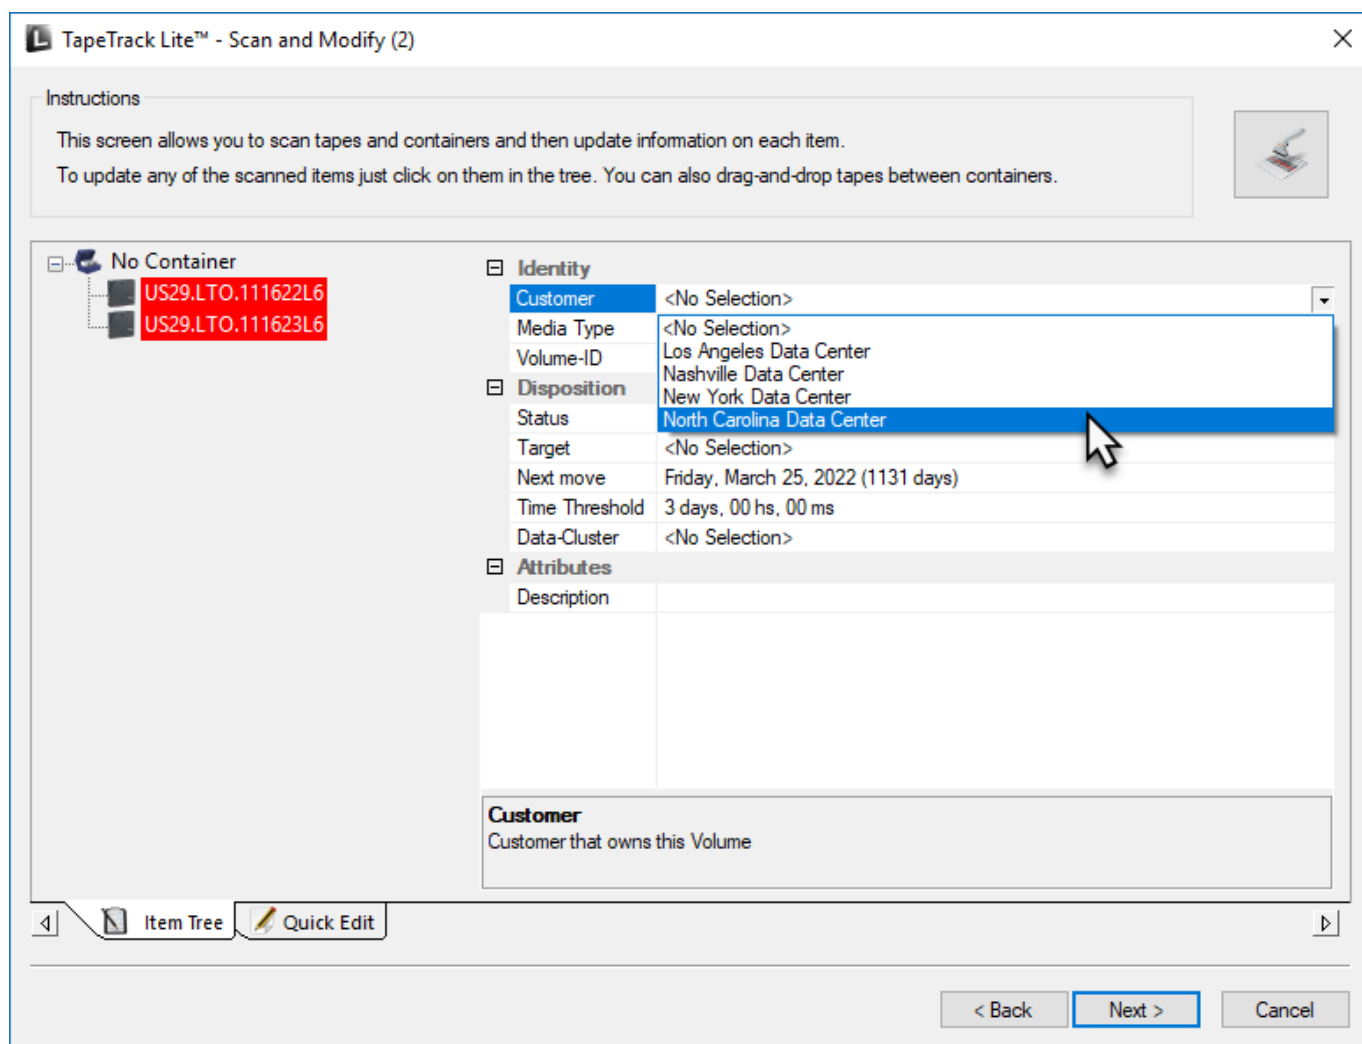 TapeTrack Lite™ - Scan and Modify (2)
Instructions
This screen allows you to scan tapes and containers and then update information on each item.
To update any of the scanned items just click on them in the tree. You can also drag-and-drop tapes between containers.
No Container
US29.LTO.111622L6
US29.LTO.111623L6
Identity
Customer <No Selection>
Media Type
Volume-ID
<No Selection>
Los Angeles Data Center
Nashville Data Center
New York Data Center
North Carolina Data Center
Disposition
Status
Target <No Selection>
Next move Friday, March 25, 2022 (1131 days)
Time Threshold 3 days, 00 hs, 00 ms
Data-Cluster <No Selection>
Attributes
Description
Customer
Customer that owns this Volume
Item Tree Quick Edit
< Back Next > Cancel